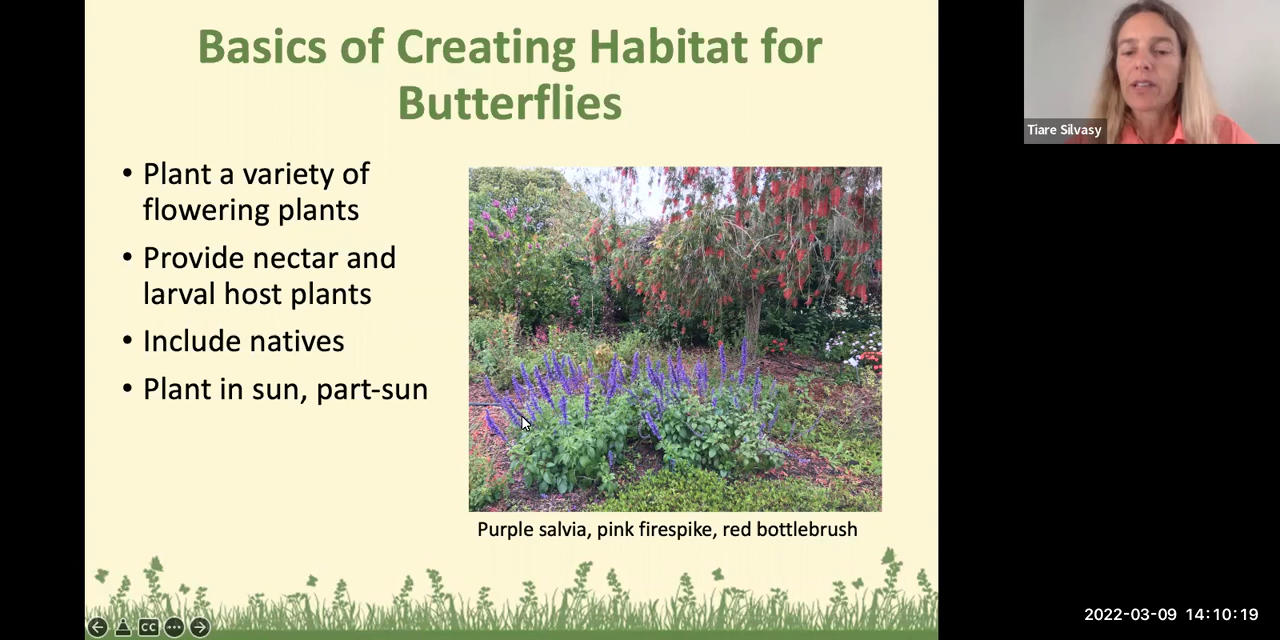 Basics of Creating Habitat for
Butterflies
• Plant a variety of
flowering plants
• Provide nectar and
larval host plants
• Include natives
• Plant in sun, part-sun
Purple salvia, pink firespike, red bottlebrush
CC
Tiare Silvasy
2022-03-09 14:10:19